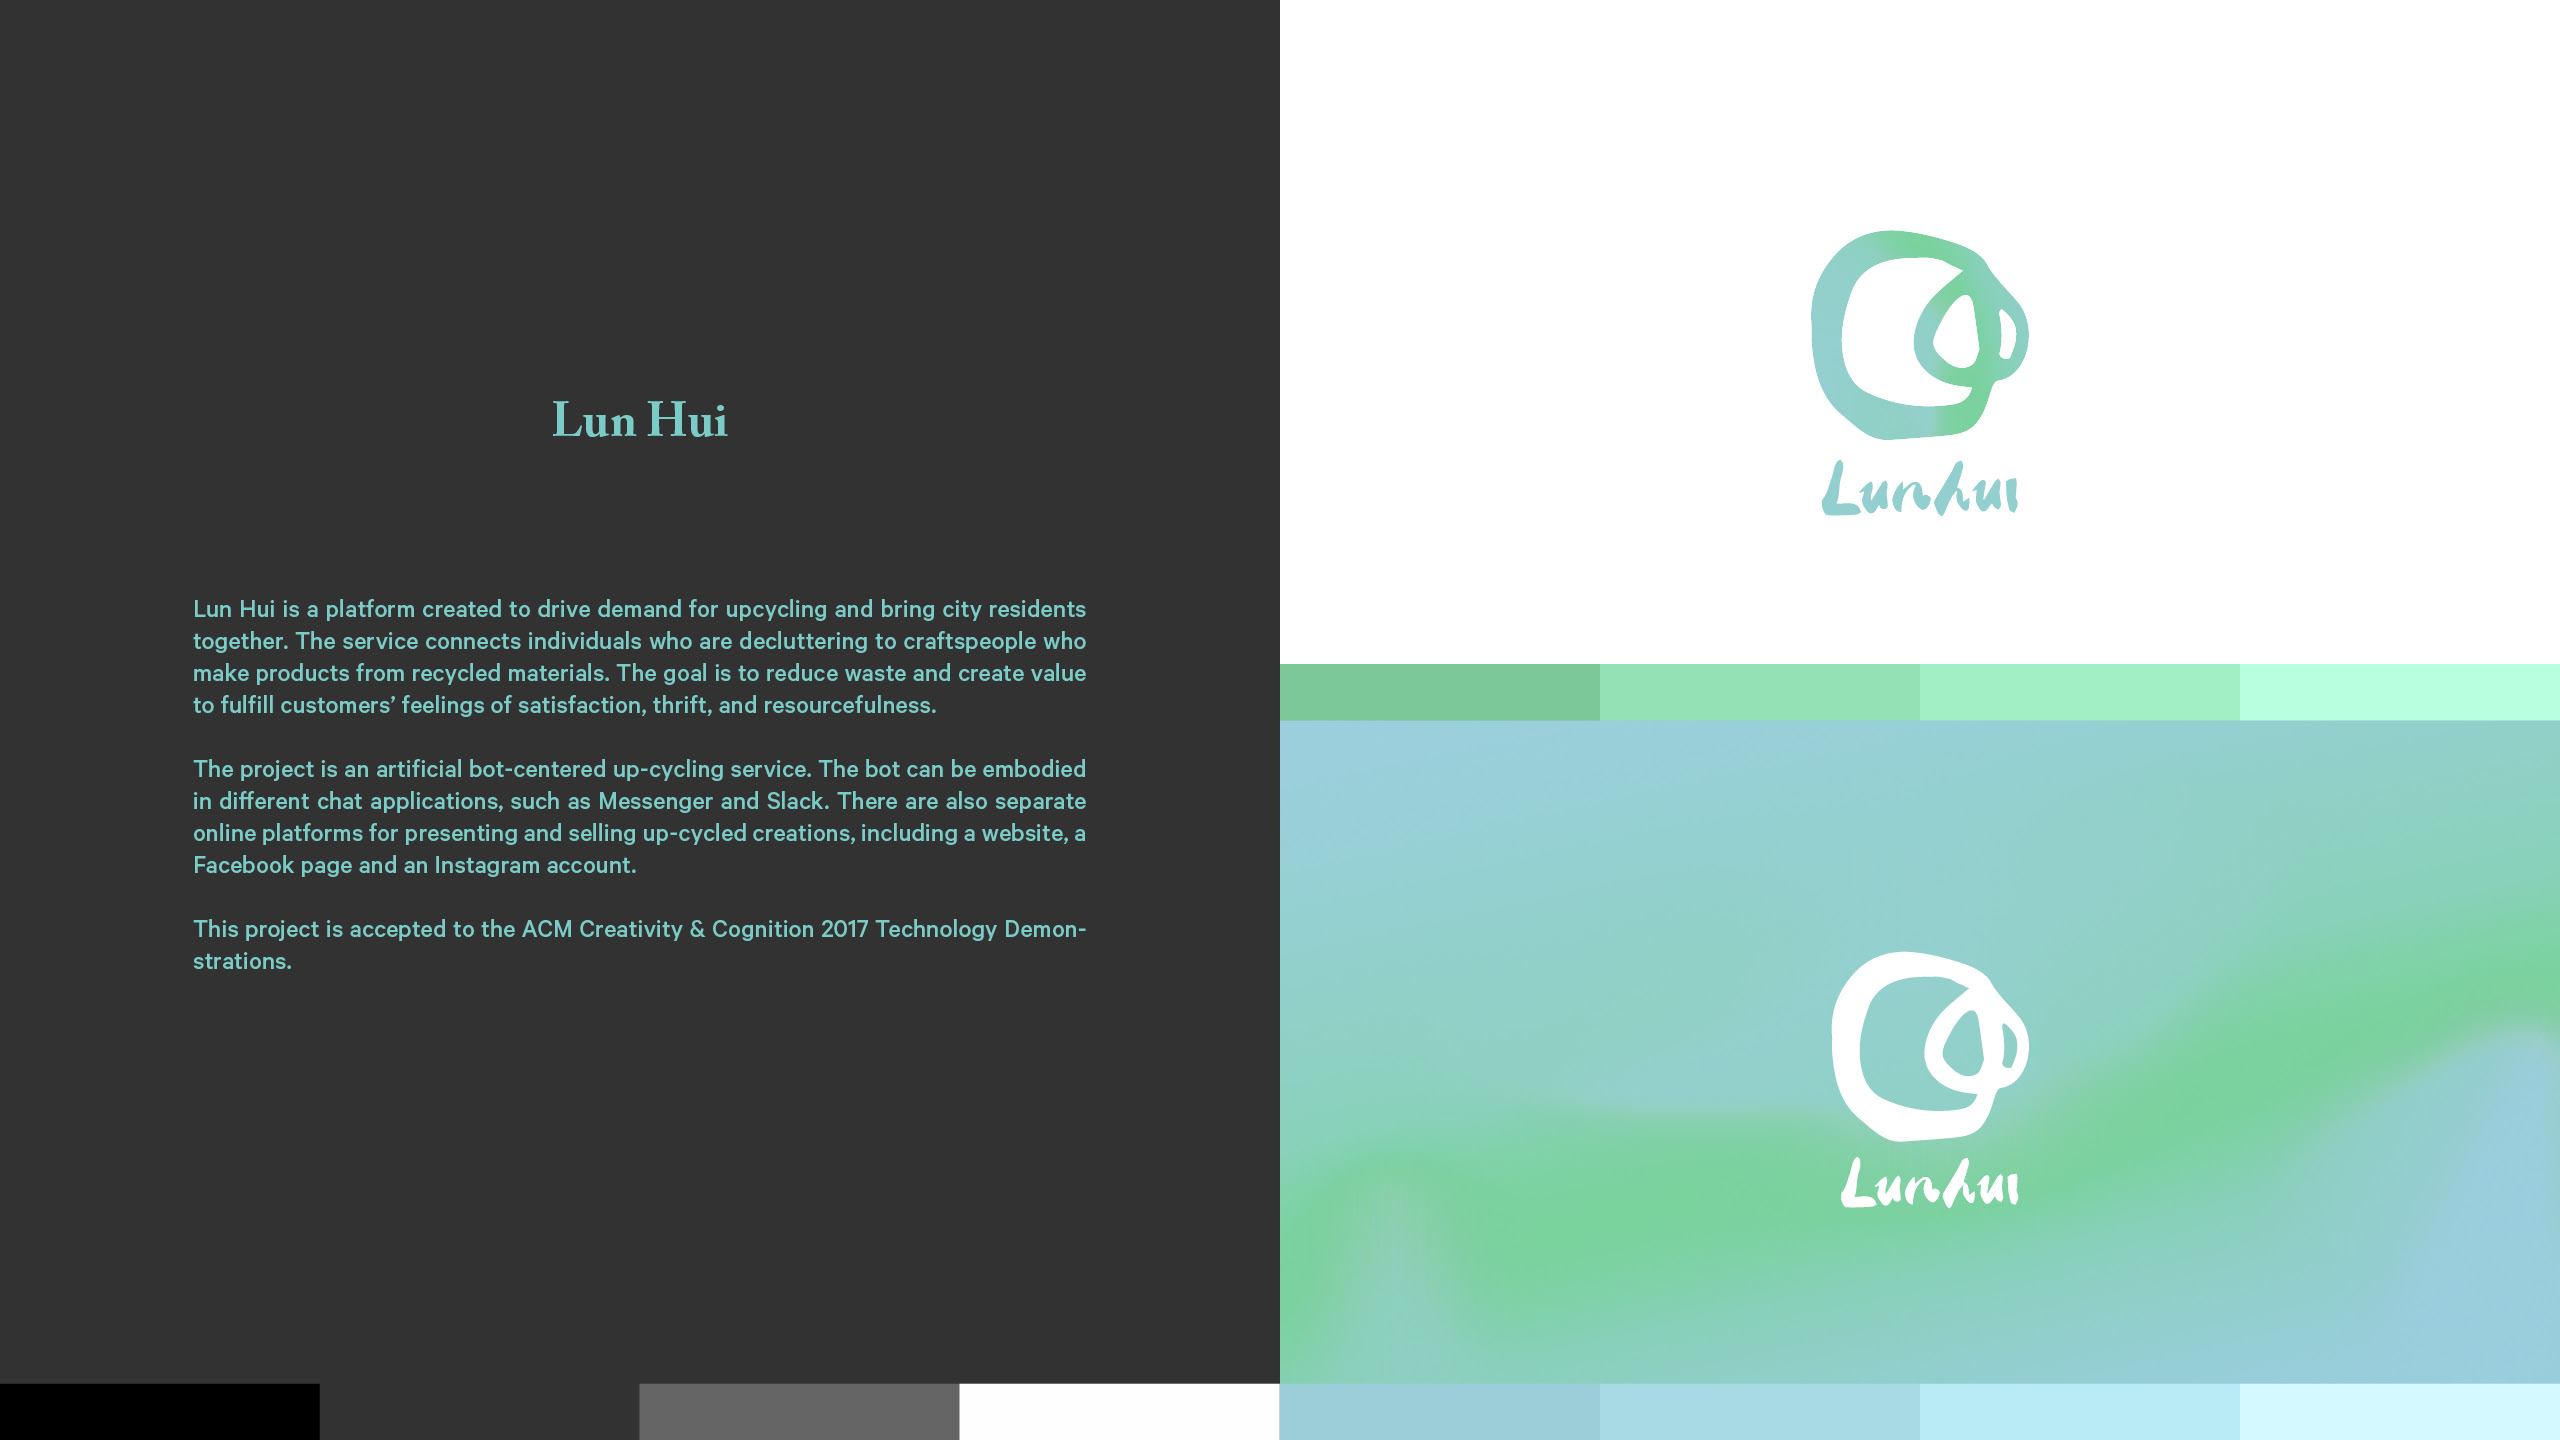 Lun Hui
Lun Hui is a platform created to drive demand for upcycling and bring city residents
together. The service connects individuals who are decluttering to craftspeople who
make products from recycled materials. The goal is to reduce waste and create value
to fulfill customers’ feelings of satisfaction, thrift, and resourcefulness.
The project is an artificial bot-centered up-cycling service. The bot can be embodied
in different chat applications, such as Messenger and Slack. There are also separate
online platforms for presenting and selling up-cycled creations, including a website, a
Facebook page and an Instagram account.
This project is accepted to the ACM Creativity & Cognition 2017 Technology Demon-
strations.
Lunhui
Lunhui